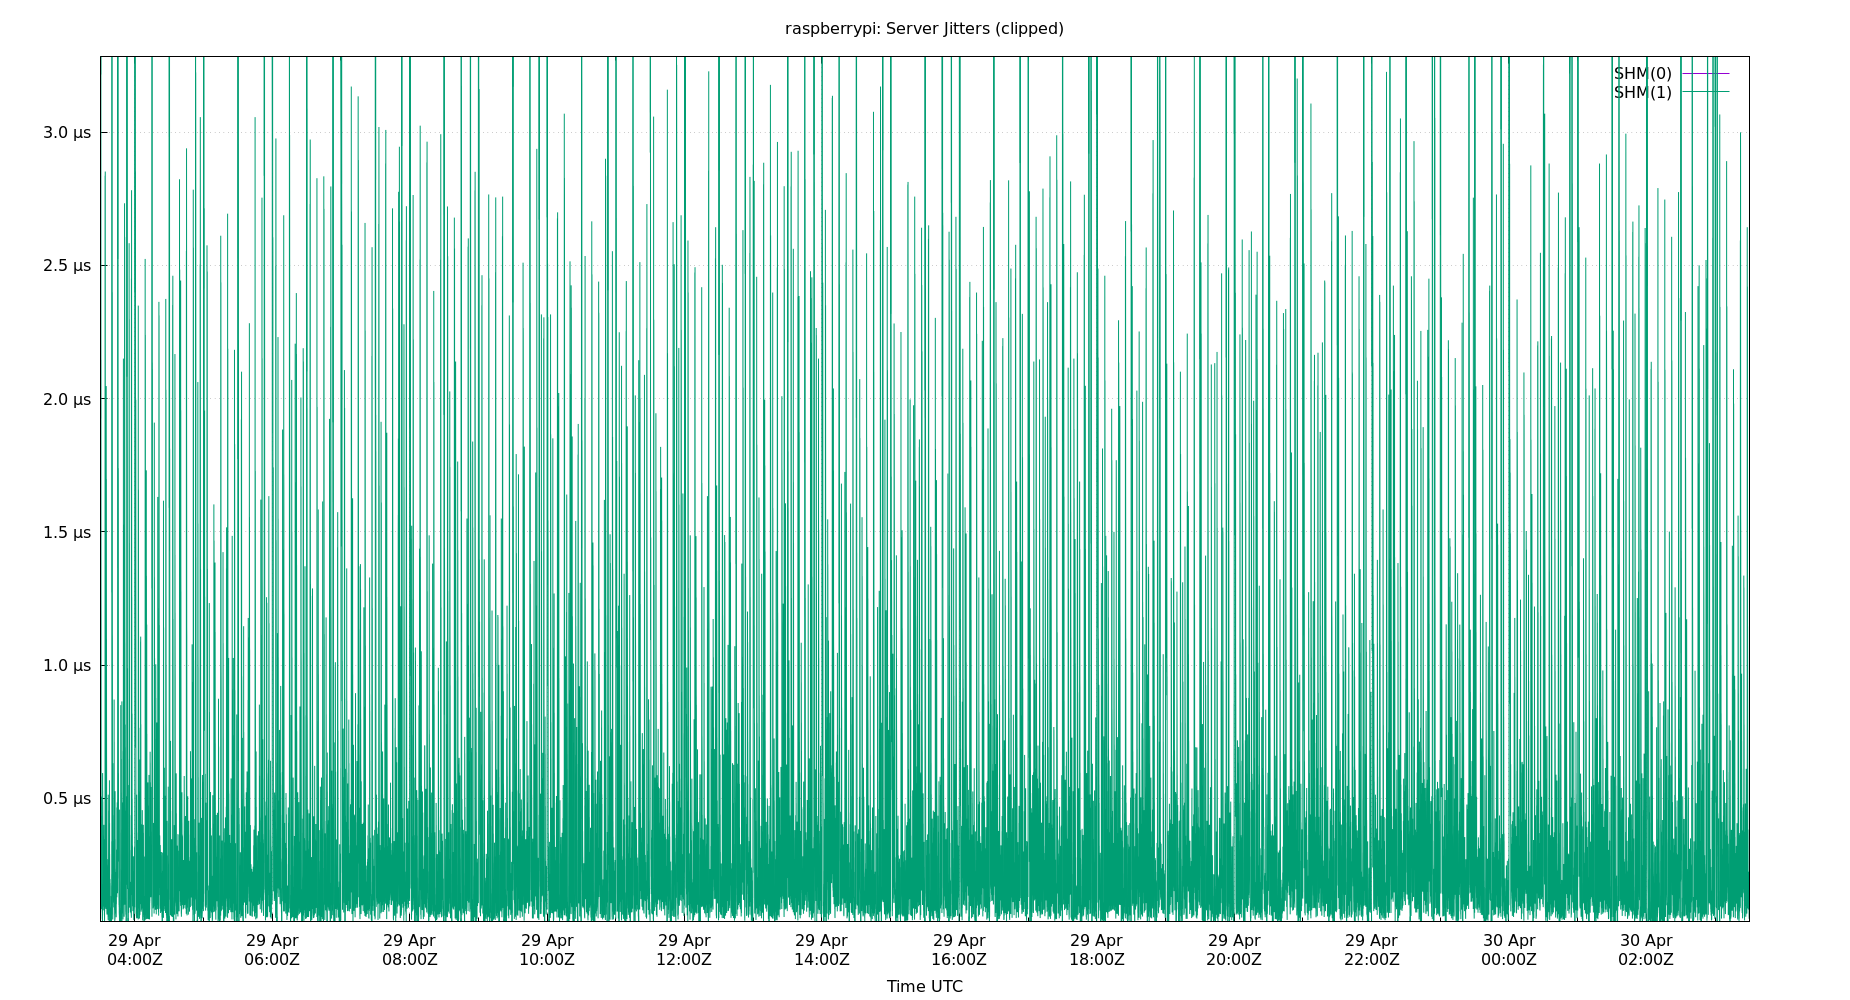 raspberrypi: Server Jitters (clipped)
SHM(0)
SHM(1)
3.0 µs
2.5 µs
2.0 µs
1.5 µs
1.0 µs
0.5 µs
29 Apr 29 Apr 29 Apr 29 Apr 29 Apr 29 Apr 29 Apr 29 Apr 29 Apr 29 Apr 30 Apr 30 Apr
04:00Z 06:00Z 08:00Z 10:00Z 12:00Z 14:00Z 16:00Z 18:00Z 20:00Z 22:00Z 00:00Z 02:00Z
Time UTC